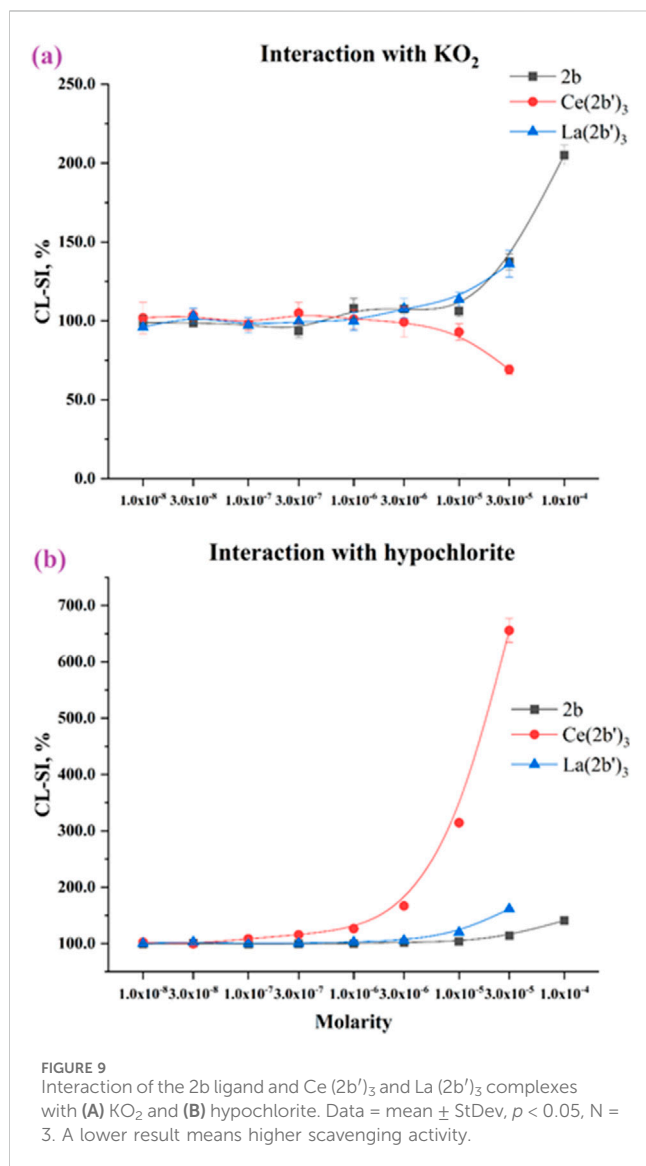 (a)
Interaction with KO₂
2b
Ce(2b')₃
La(2b')₃
250.0
200.0
150.0
100.0
50.0
0.0
CL-SI, %
1.0x10⁻⁸ 3.0x10⁻⁸ 1.0x10⁻⁷ 3.0x10⁻⁷ 1.0x10⁻⁶ 3.0x10⁻⁶ 1.0x10⁻⁵ 3.0x10⁻⁵ 1.0x10⁻⁴
(b)
Interaction with hypochlorite
2b
Ce(2b')₃
La(2b')₃
700.0
600.0
500.0
400.0
300.0
200.0
100.0
CL-SI, %
1.0x10⁻⁸ 3.0x10⁻⁸ 1.0x10⁻⁷ 3.0x10⁻⁷ 1.0x10⁻⁶ 3.0x10⁻⁶ 1.0x10⁻⁵ 3.0x10⁻⁵ 1.0x10⁻⁴
Molarity
FIGURE 9
Interaction of the 2b ligand and Ce (2b′)₃ and La (2b′)₃ complexes
with (A) KO₂ and (B) hypochlorite. Data = mean ± StDev, p < 0.05, N =
3. A lower result means higher scavenging activity.